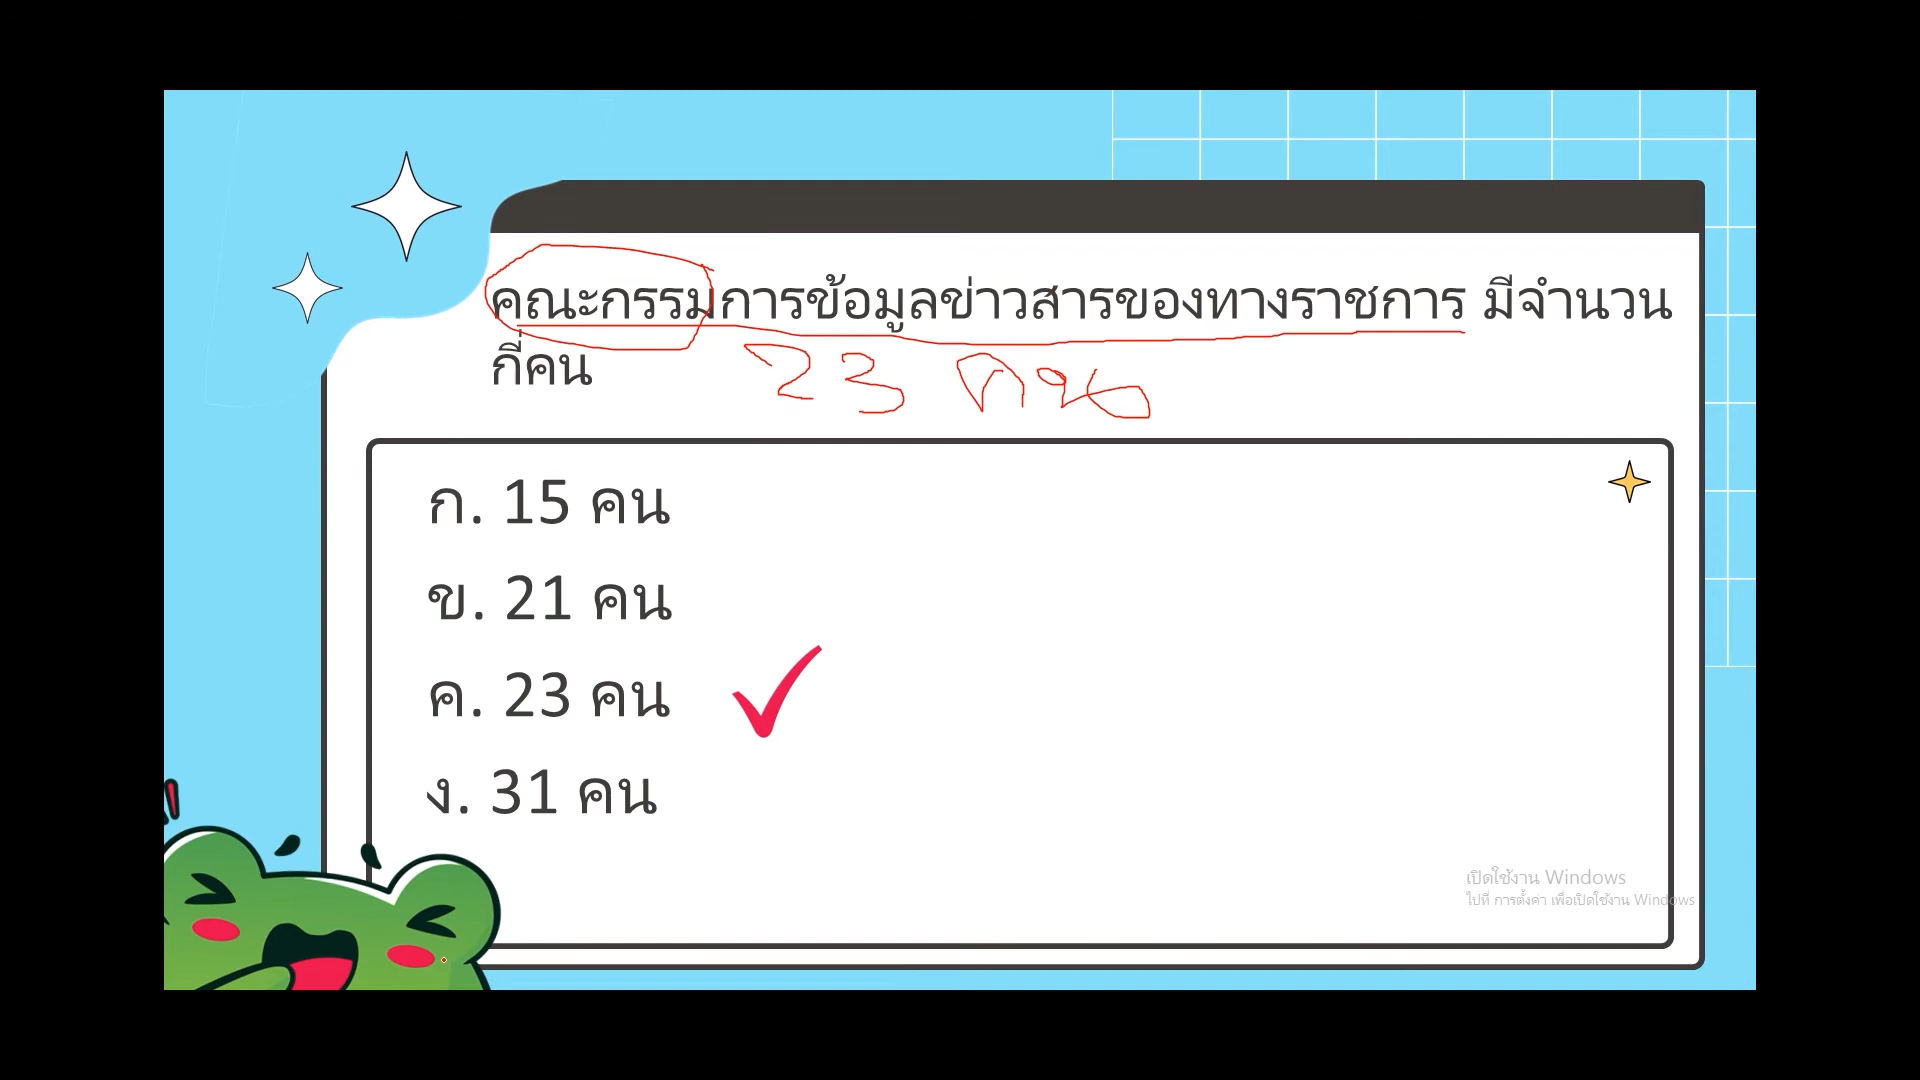 คณะกรรมการข้อมูลข่าวสารของทางราชการ มีจำนวน
กี่คน
23 คน
ก. 15 คน
ข. 21 คน
ค. 23 คน
ง. 31 คน
เปิดใช้งาน Windows
ไปที่ การตั้งค่า เพื่อเปิดใช้งาน Windows